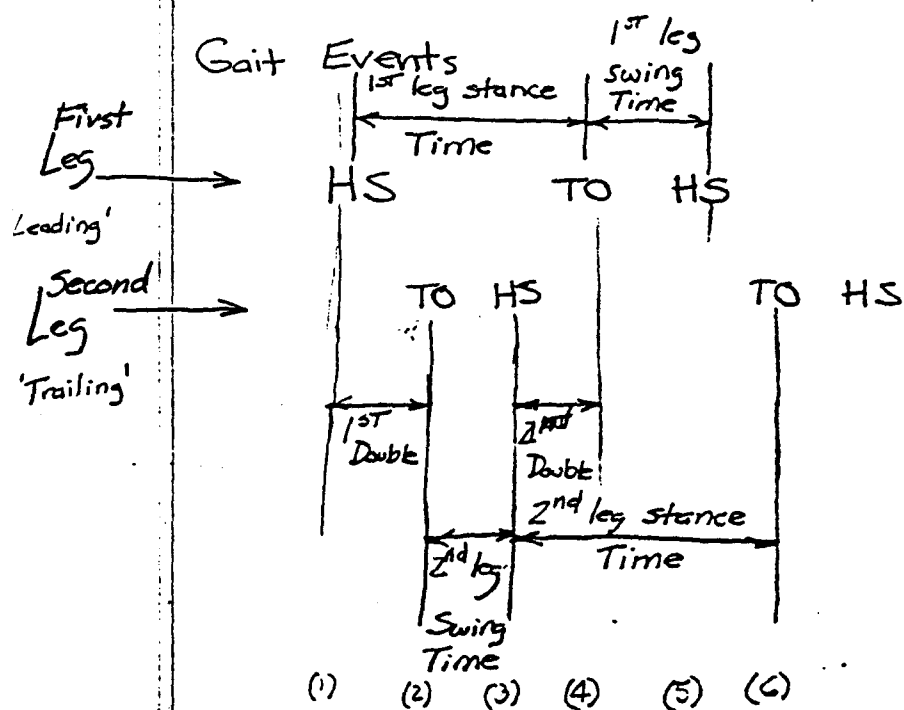 Gait Events
1ST leg
swing
Time
1ST leg stance
Time
First
Leg
HS TO HS
Leading'
Second
Leg
TO HS TO HS
'Trailing'
1ST
Double
2nd
Double
2nd leg stance
Time
2nd leg
Swing
Time
(1) (2) (3) (4) (5) (6)